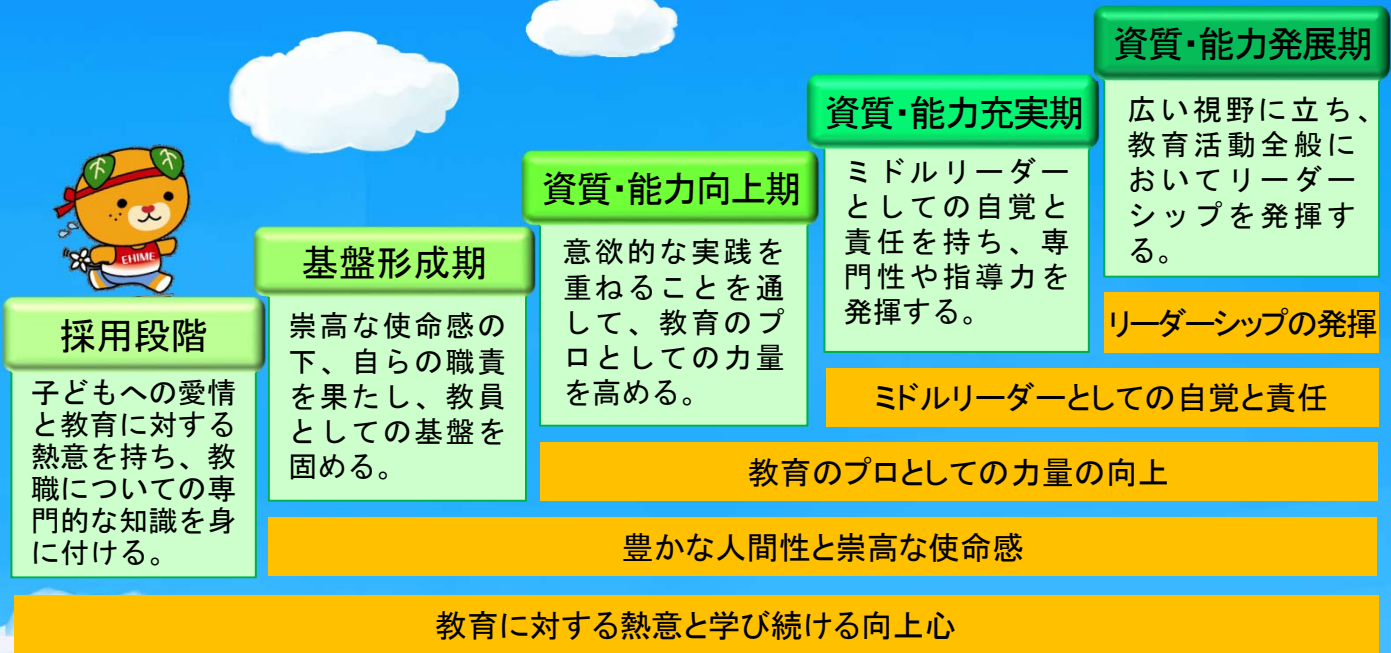 採用段階
子どもへの愛情
と教育に対する
熱意を持ち、教
職についての専
門的な知識を身
に付ける。
EHIME
基盤形成期
崇高な使命感の
下、自らの職責
を果たし、教員
としての基盤を
固める。
資質・能力向上期
意欲的な実践を
重ねることを通
して、教育のプ
ロとしての力量
を高める。
資質・能力充実期
ミドルリーダー
としての自覚と
責任を持ち、専
門性や指導力を
発揮する。
資質・能力発展期
広い視野に立ち、
教育活動全般に
おいてリーダー
シップを発揮す
る。
リーダーシップの発揮
ミドルリーダーとしての自覚と責任
教育のプロとしての力量の向上
豊かな人間性と崇高な使命感
教育に対する熱意と学び続ける向上心